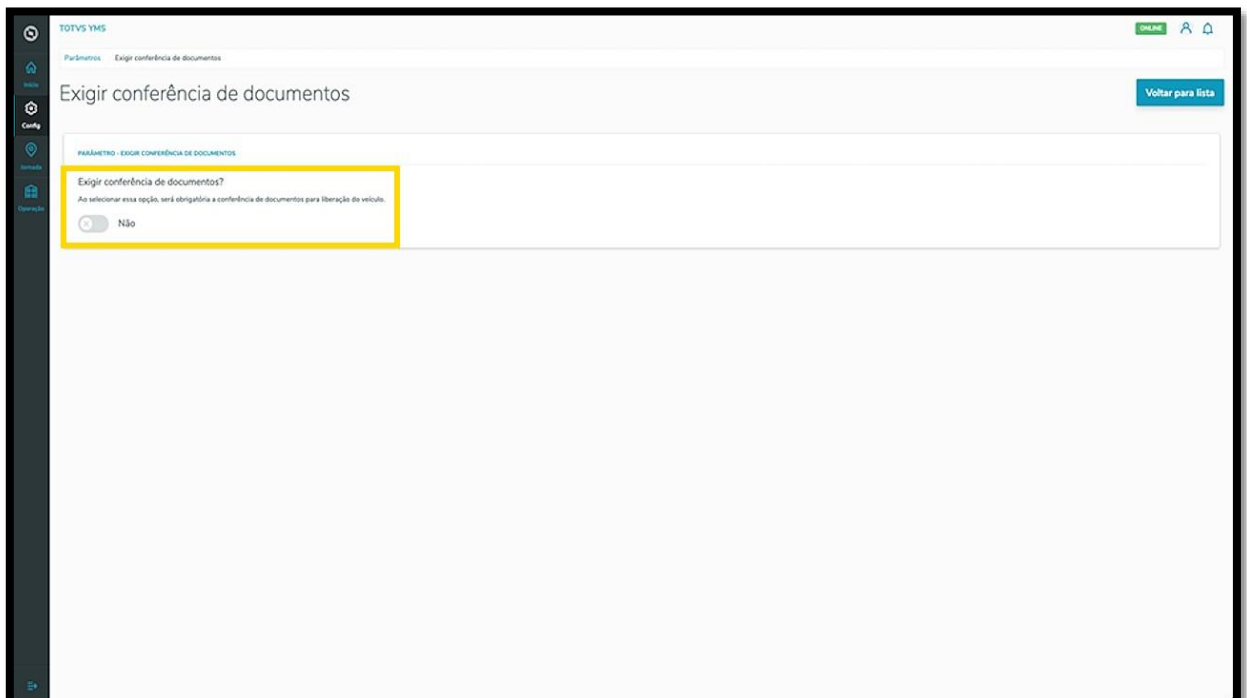 TOTVS YMS
ONLINE
Parâmetros Exigir conferência de documentos
Início
Exigir conferência de documentos
Voltar para lista
Config
Jornada
PARÂMETRO - EXIGIR CONFERÊNCIA DE DOCUMENTOS
Exigir conferência de documentos?
Ao selecionar essa opção, será obrigatória a conferência de documentos para liberação do veículo.
Operação
Não